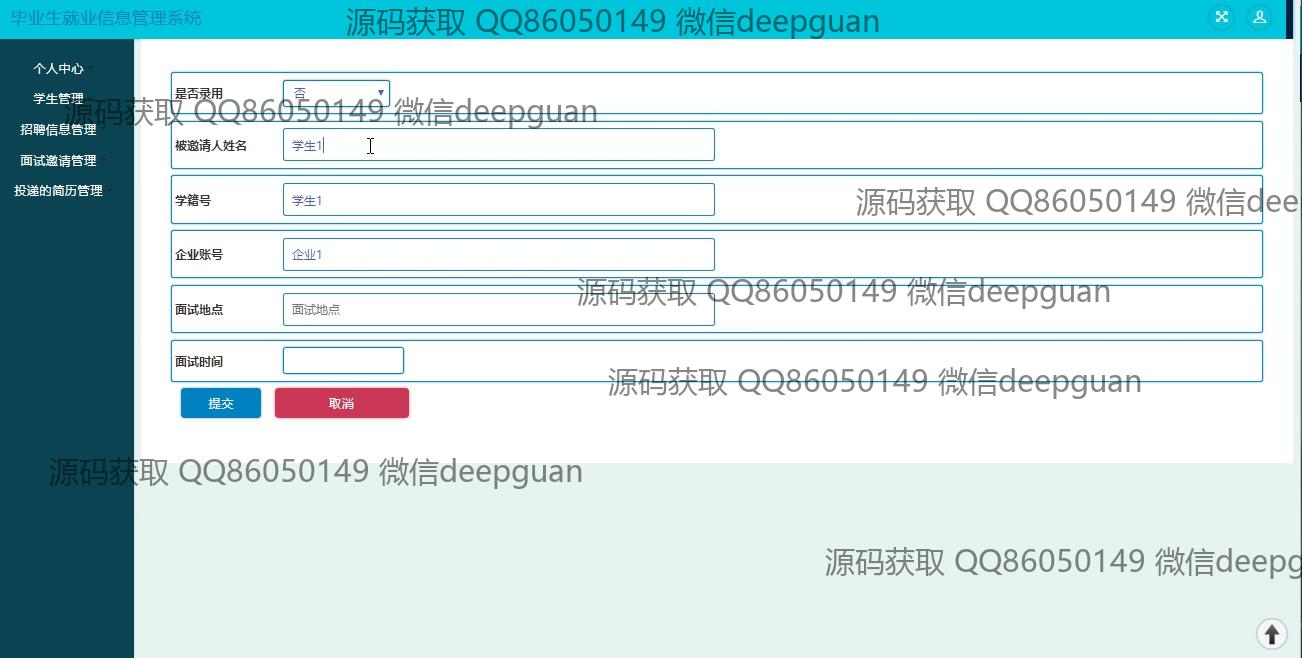 毕业生就业信息管理系统
源码获取 QQ86050149 微信deepguan
个人中心
学生管理
招聘信息管理
面试邀请管理
投递的简历管理
是否录用 否
源码获取 QQ86050149 微信deepguan
被邀请人姓名 学生1
学籍号 学生1
源码获取 QQ86050149 微信dee
企业账号 企业1
源码获取 QQ86050149 微信deepguan
面试地点 面试地点
面试时间
源码获取 QQ86050149 微信deepguan
提交 取消
源码获取 QQ86050149 微信deepguan
源码获取 QQ86050149 微信deepg